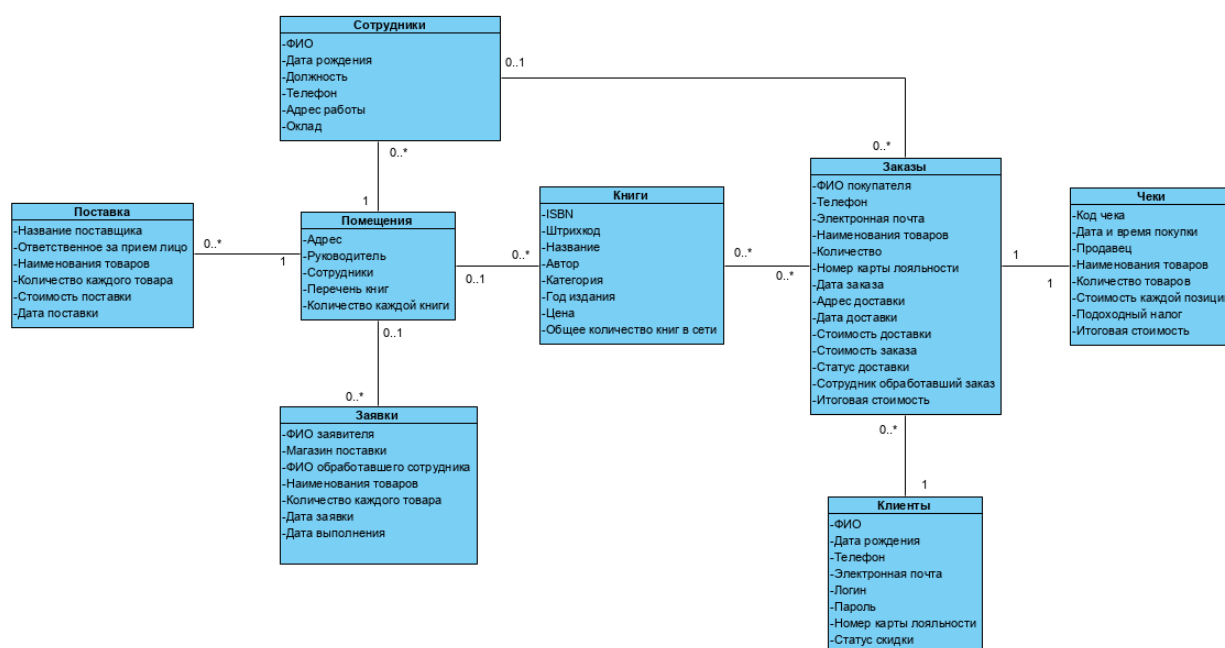 Сотрудники
-ФИО
-Дата рождения
-Должность
-Телефон
-Адрес работы
-Оклад
0..1
0..*
0..*
1
Поставка
-Название поставщика
-Ответственное за прием лицо
-Наименования товаров
-Количество каждого товара
-Стоимость поставки
-Дата поставки
0..*
1
Помещения
-Адрес
-Руководитель
-Сотрудники
-Перечень книг
-Количество каждой книги
0..1
0..*
Книги
-ISBN
-Штрихкод
-Название
-Автор
-Категория
-Год издания
-Цена
-Общее количество книг в сети
0..*
0..*
Заказы
-ФИО покупателя
-Телефон
-Электронная почта
-Наименования товаров
-Количество
-Номер карты лояльности
-Дата заказа
-Адрес доставки
-Дата доставки
-Стоимость доставки
-Стоимость заказа
-Статус доставки
-Сотрудник обработавший заказ
-Итоговая стоимость
1
1
Чеки
-Код чека
-Дата и время покупки
-Продавец
-Наименования товаров
-Количество товаров
-Стоимость каждой позици
-Подоходный налог
-Итоговая стоимость
0..1
0..*
Заявки
-ФИО заявителя
-Магазин поставки
-ФИО обработавшего сотрудника
-Наименования товаров
-Количество каждого товара
-Дата заявки
-Дата выполнения
0..*
1
Клиенты
-ФИО
-Дата рождения
-Телефон
-Электронная почта
-Логин
-Пароль
-Номер карты лояльности
-Статус скидки